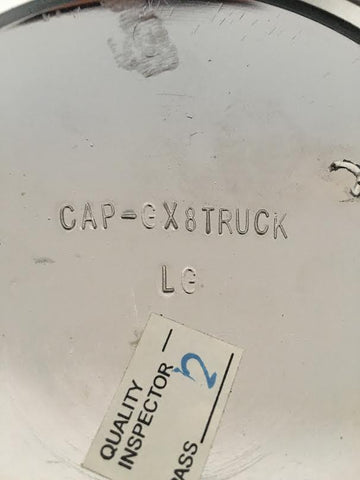 CAP-GX8TRUCK
LG
QUALITY
INSPECTOR 2
PASS